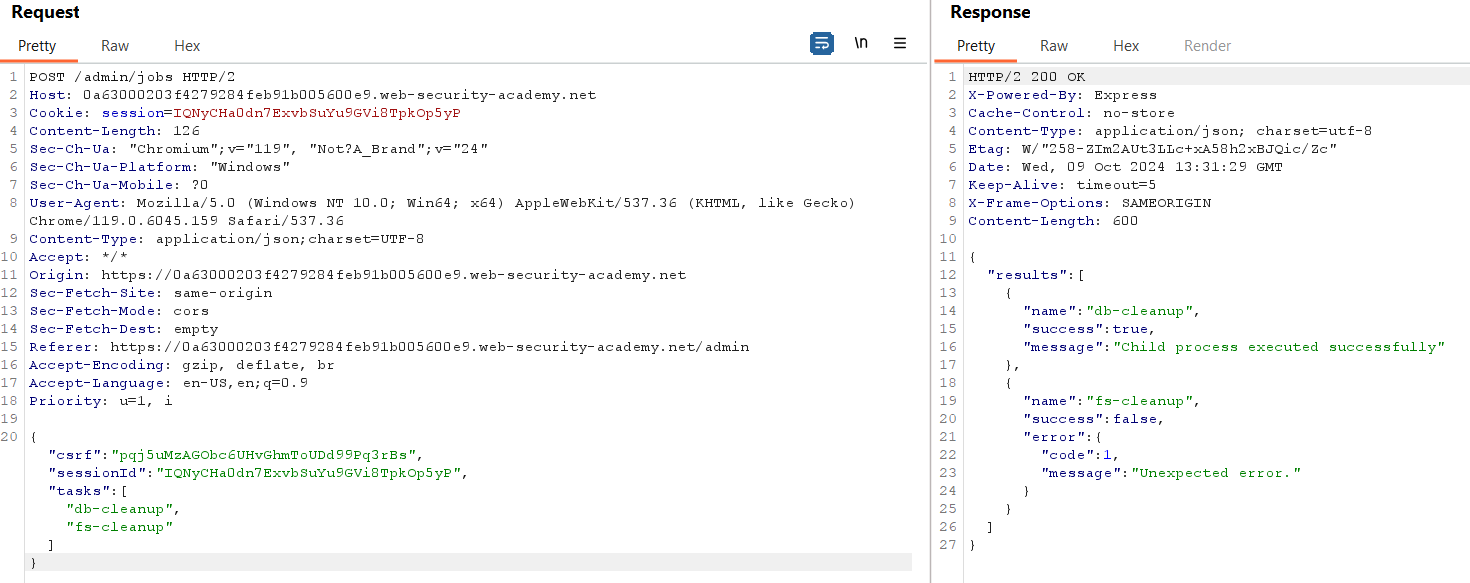 Request
Pretty Raw Hex
\n
1 POST /admin/jobs HTTP/2
2 Host: 0a63000203f4279284feb91b005600e9.web-security-academy.net
3 Cookie: session=IQNyCHa0dn7ExvbSuYu9GVi8TpkOp5yP
4 Content-Length: 126
5 Sec-Ch-Ua: "Chromium";v="119", "Not?A_Brand";v="24"
6 Sec-Ch-Ua-Platform: "Windows"
7 Sec-Ch-Ua-Mobile: ?0
8 User-Agent: Mozilla/5.0 (Windows NT 10.0; Win64; x64) AppleWebKit/537.36 (KHTML, like Gecko)
Chrome/119.0.6045.159 Safari/537.36
9 Content-Type: application/json;charset=UTF-8
10 Accept: */*
11 Origin: https://0a63000203f4279284feb91b005600e9.web-security-academy.net
12 Sec-Fetch-Site: same-origin
13 Sec-Fetch-Mode: cors
14 Sec-Fetch-Dest: empty
15 Referer: https://0a63000203f4279284feb91b005600e9.web-security-academy.net/admin
16 Accept-Encoding: gzip, deflate, br
17 Accept-Language: en-US,en;q=0.9
18 Priority: u=1, i
19
20 {
"csrf":"pqj5uMzAGObc6UHvGhmToUDd99Pq3rBs",
"sessionId":"IQNyCHa0dn7ExvbSuYu9GVi8TpkOp5yP",
"tasks":[
"db-cleanup",
"fs-cleanup"
]
}
Response
Pretty Raw Hex Render
1 HTTP/2 200 OK
2 X-Powered-By: Express
3 Cache-Control: no-store
4 Content-Type: application/json; charset=utf-8
5 Etag: W/"258-ZIm2AUt3LLc+xA58h2xBJQic/Zc"
6 Date: Wed, 09 Oct 2024 13:31:29 GMT
7 Keep-Alive: timeout=5
8 X-Frame-Options: SAMEORIGIN
9 Content-Length: 600
10
11 {
12 "results":[
13 {
14 "name":"db-cleanup",
15 "success":true,
16 "message":"Child process executed successfully"
17 },
18 {
19 "name":"fs-cleanup",
20 "success":false,
21 "error":{
22 "code":1,
23 "message":"Unexpected error."
24 }
25 }
26 ]
27 }